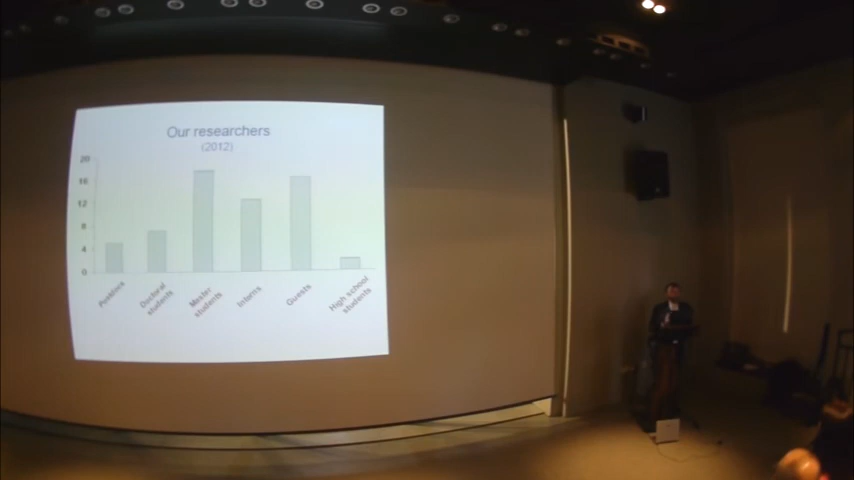 Our researchers
(2012)
20
16
12
8
4
0
Postdocs
Doctoral
students
Master
students
Interns
Guests
High school
students